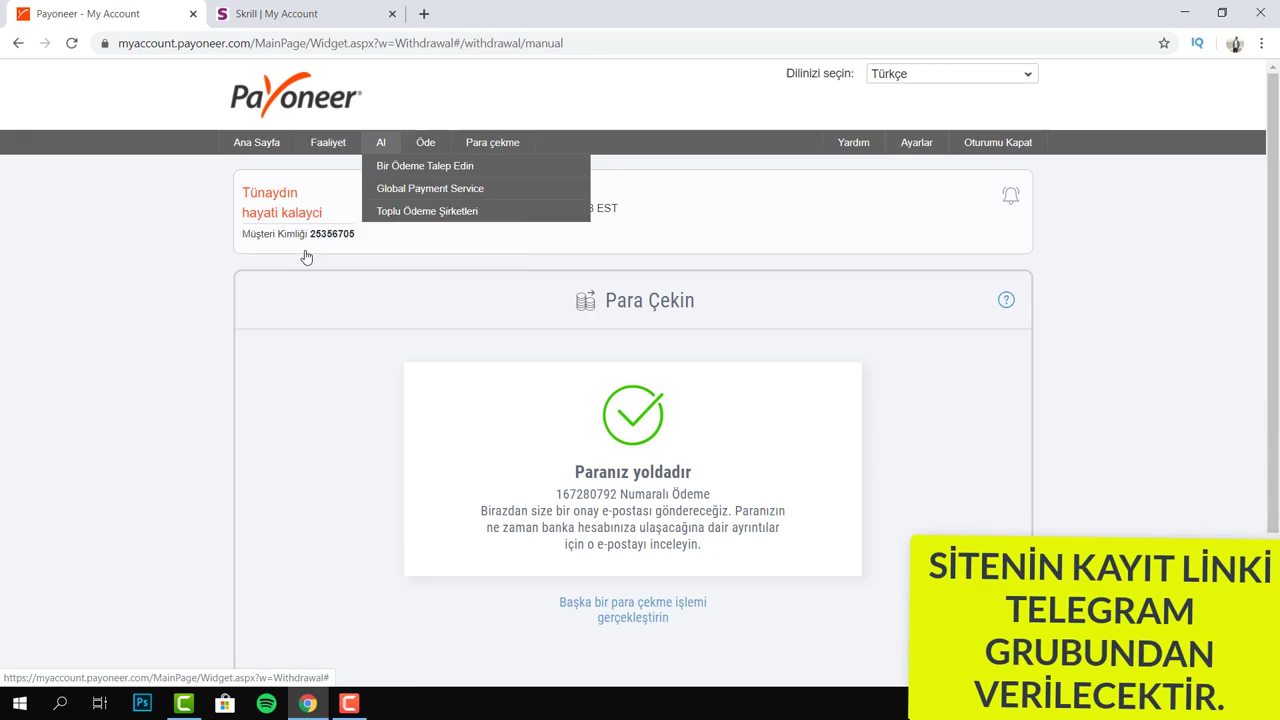 Payoneer - My Account
Skrill | My Account
myaccount.payoneer.com/MainPage/Widget.aspx?w=Withdrawal#/withdrawal/manual
IQ
Payoneer
Dilinizi seçin:
Türkçe
Ana Sayfa
Faaliyet
Al
Öde
Para çekme
Yardım
Ayarlar
Oturumu Kapat
Bir Ödeme Talep Edin
Global Payment Service
Toplu Ödeme Şirketleri
Tünaydın
hayati kalayci
EST
Müşteri Kimliği 25356705
Para Çekin
?
Paranız yoldadır
167280792 Numaralı Ödeme
Birazdan size bir onay e-postası göndereceğiz. Paranızın
ne zaman banka hesabınıza ulaşacağına dair ayrıntılar
için o e-postayı inceleyin.
Başka bir para çekme işlemi
gerçekleştirin
SİTENİN KAYIT LİNKİ
TELEGRAM
GRUBUNDAN
VERİLECEKTİR.
https://myaccount.payoneer.com/MainPage/Widget.aspx?w=Withdrawal#
Ps